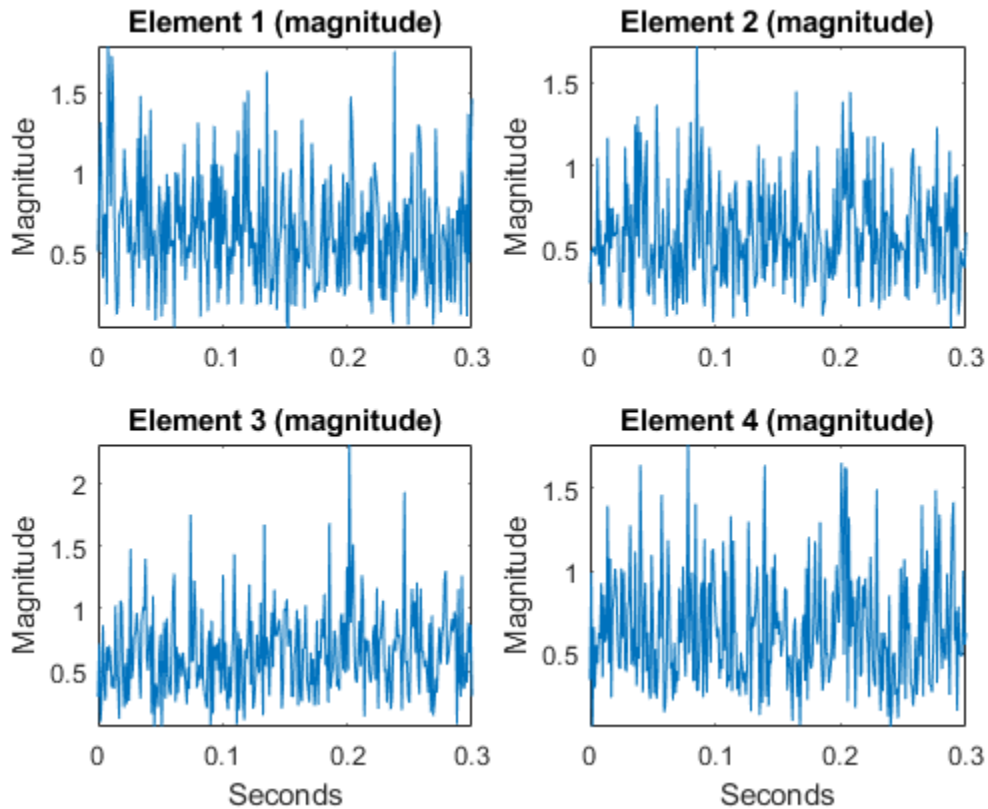 Element 1 (magnitude)
Magnitude
1.5
1
0.5
0
0.1
0.2
0.3
Element 2 (magnitude)
Magnitude
1.5
1
0.5
0
0.1
0.2
0.3
Element 3 (magnitude)
Magnitude
2
1.5
1
0.5
0
0.1
0.2
0.3
Seconds
Element 4 (magnitude)
Magnitude
1.5
1
0.5
0
0.1
0.2
0.3
Seconds